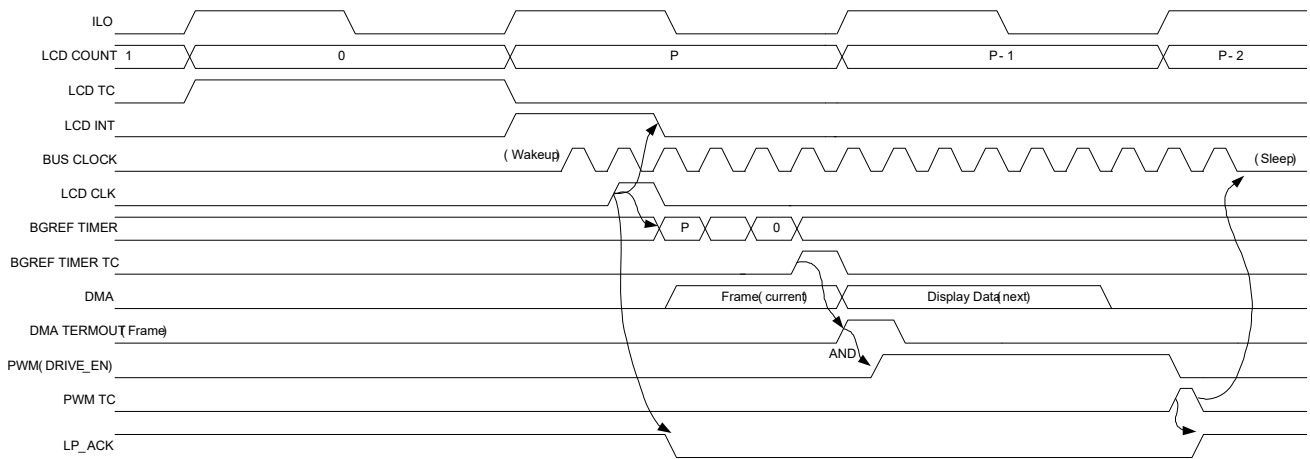 ILO
LCD COUNT 1 0 P P- 1 P- 2
LCD TC
LCD INT
BUS CLOCK ( Wakeup) ( Sleep)
LCD CLK
BGREF TIMER P 0
BGREF TIMER TC
DMA Frame( current) Display Data(next)
DMA TERMOUT( Frame)
AND
PWM( DRIVE_EN)
PWM TC
LP_ACK